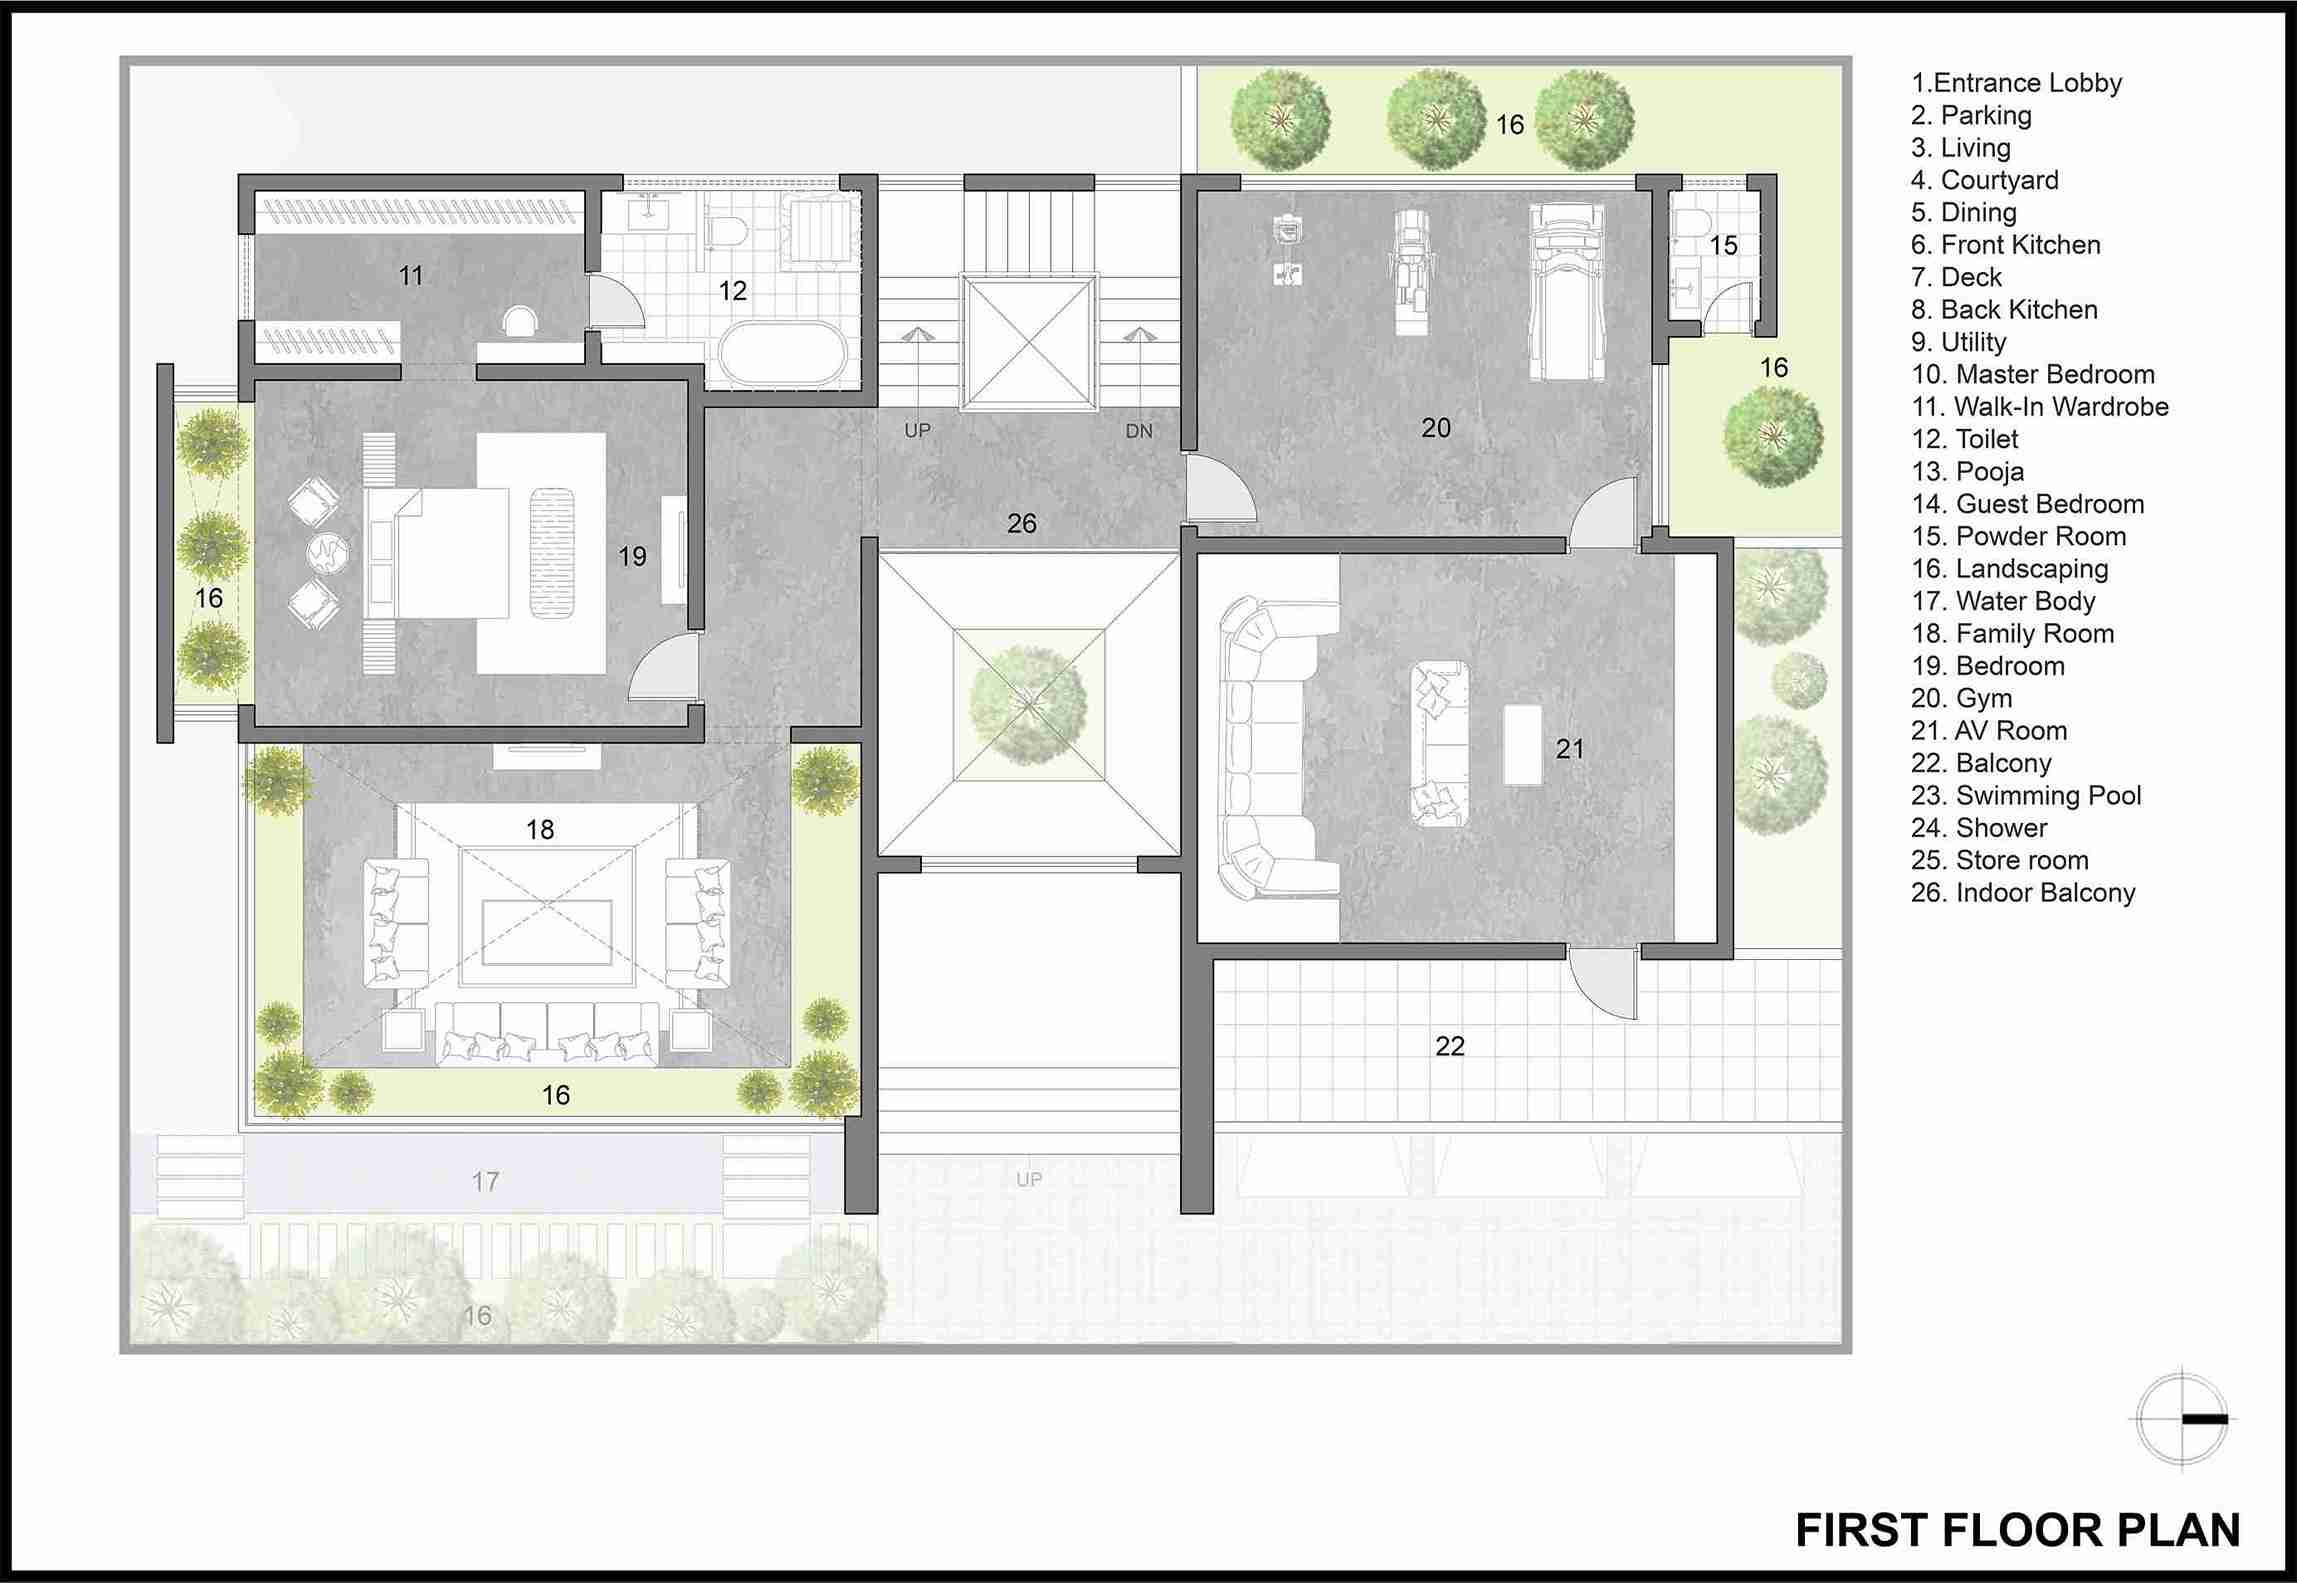 16
11
12
15
16
UP
DN
20
26
19
16
21
18
22
16
17
UP
16
1.Entrance Lobby
2. Parking
3. Living
4. Courtyard
5. Dining
6. Front Kitchen
7. Deck
8. Back Kitchen
9. Utility
10. Master Bedroom
11. Walk-In Wardrobe
12. Toilet
13. Pooja
14. Guest Bedroom
15. Powder Room
16. Landscaping
17. Water Body
18. Family Room
19. Bedroom
20. Gym
21. AV Room
22. Balcony
23. Swimming Pool
24. Shower
25. Store room
26. Indoor Balcony
FIRST FLOOR PLAN